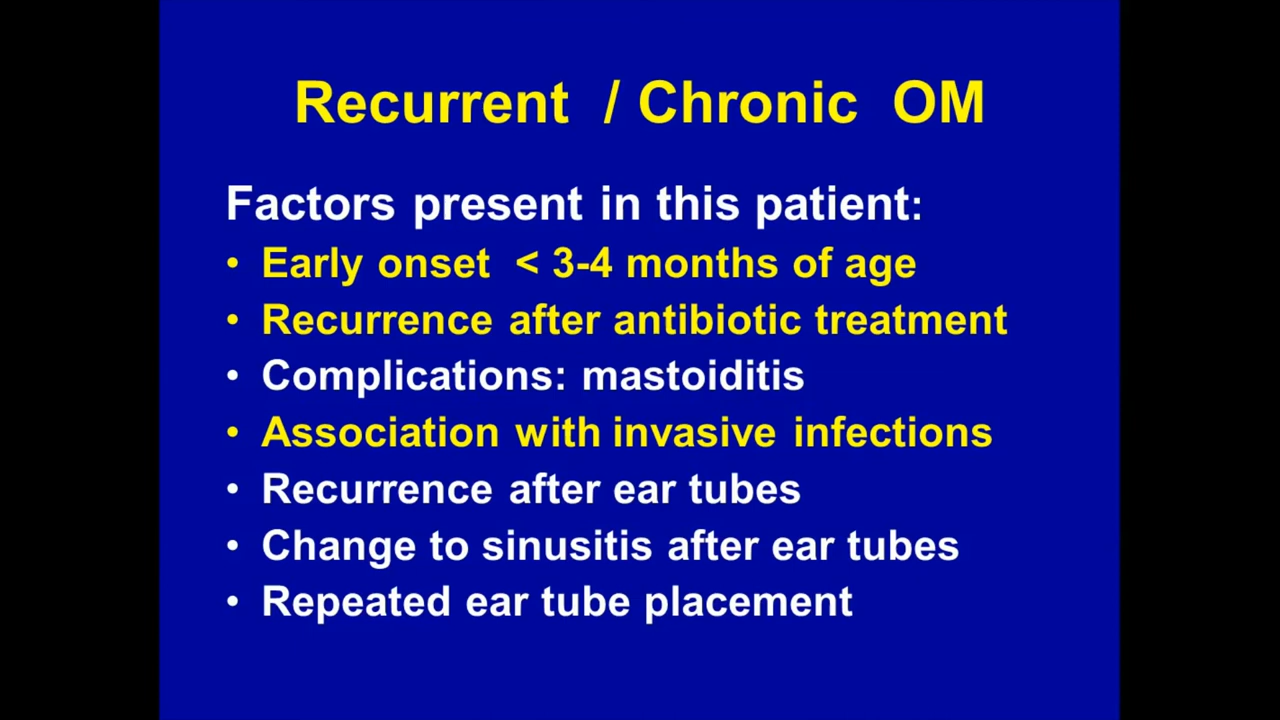 Recurrent / Chronic OM
Factors present in this patient:
• Early onset < 3-4 months of age
• Recurrence after antibiotic treatment
• Complications: mastoiditis
• Association with invasive infections
• Recurrence after ear tubes
• Change to sinusitis after ear tubes
• Repeated ear tube placement